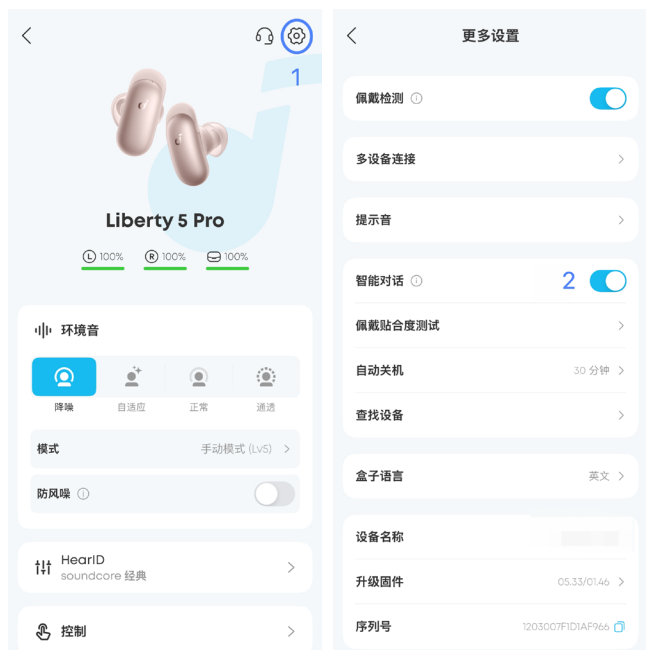 1
Liberty 5 Pro
L 100% R 100% 100%
环境音
降噪 自适应 正常 通透
模式 手动模式 (Lv5)
防风噪
HearID
soundcore 经典
控制
更多设置
佩戴检测
多设备连接
提示音
智能对话 2
佩戴贴合度测试
自动关机 30 分钟
查找设备
盒子语言 英文
设备名称
升级固件 05.33/01.46
序列号 1203007F1D1AF966